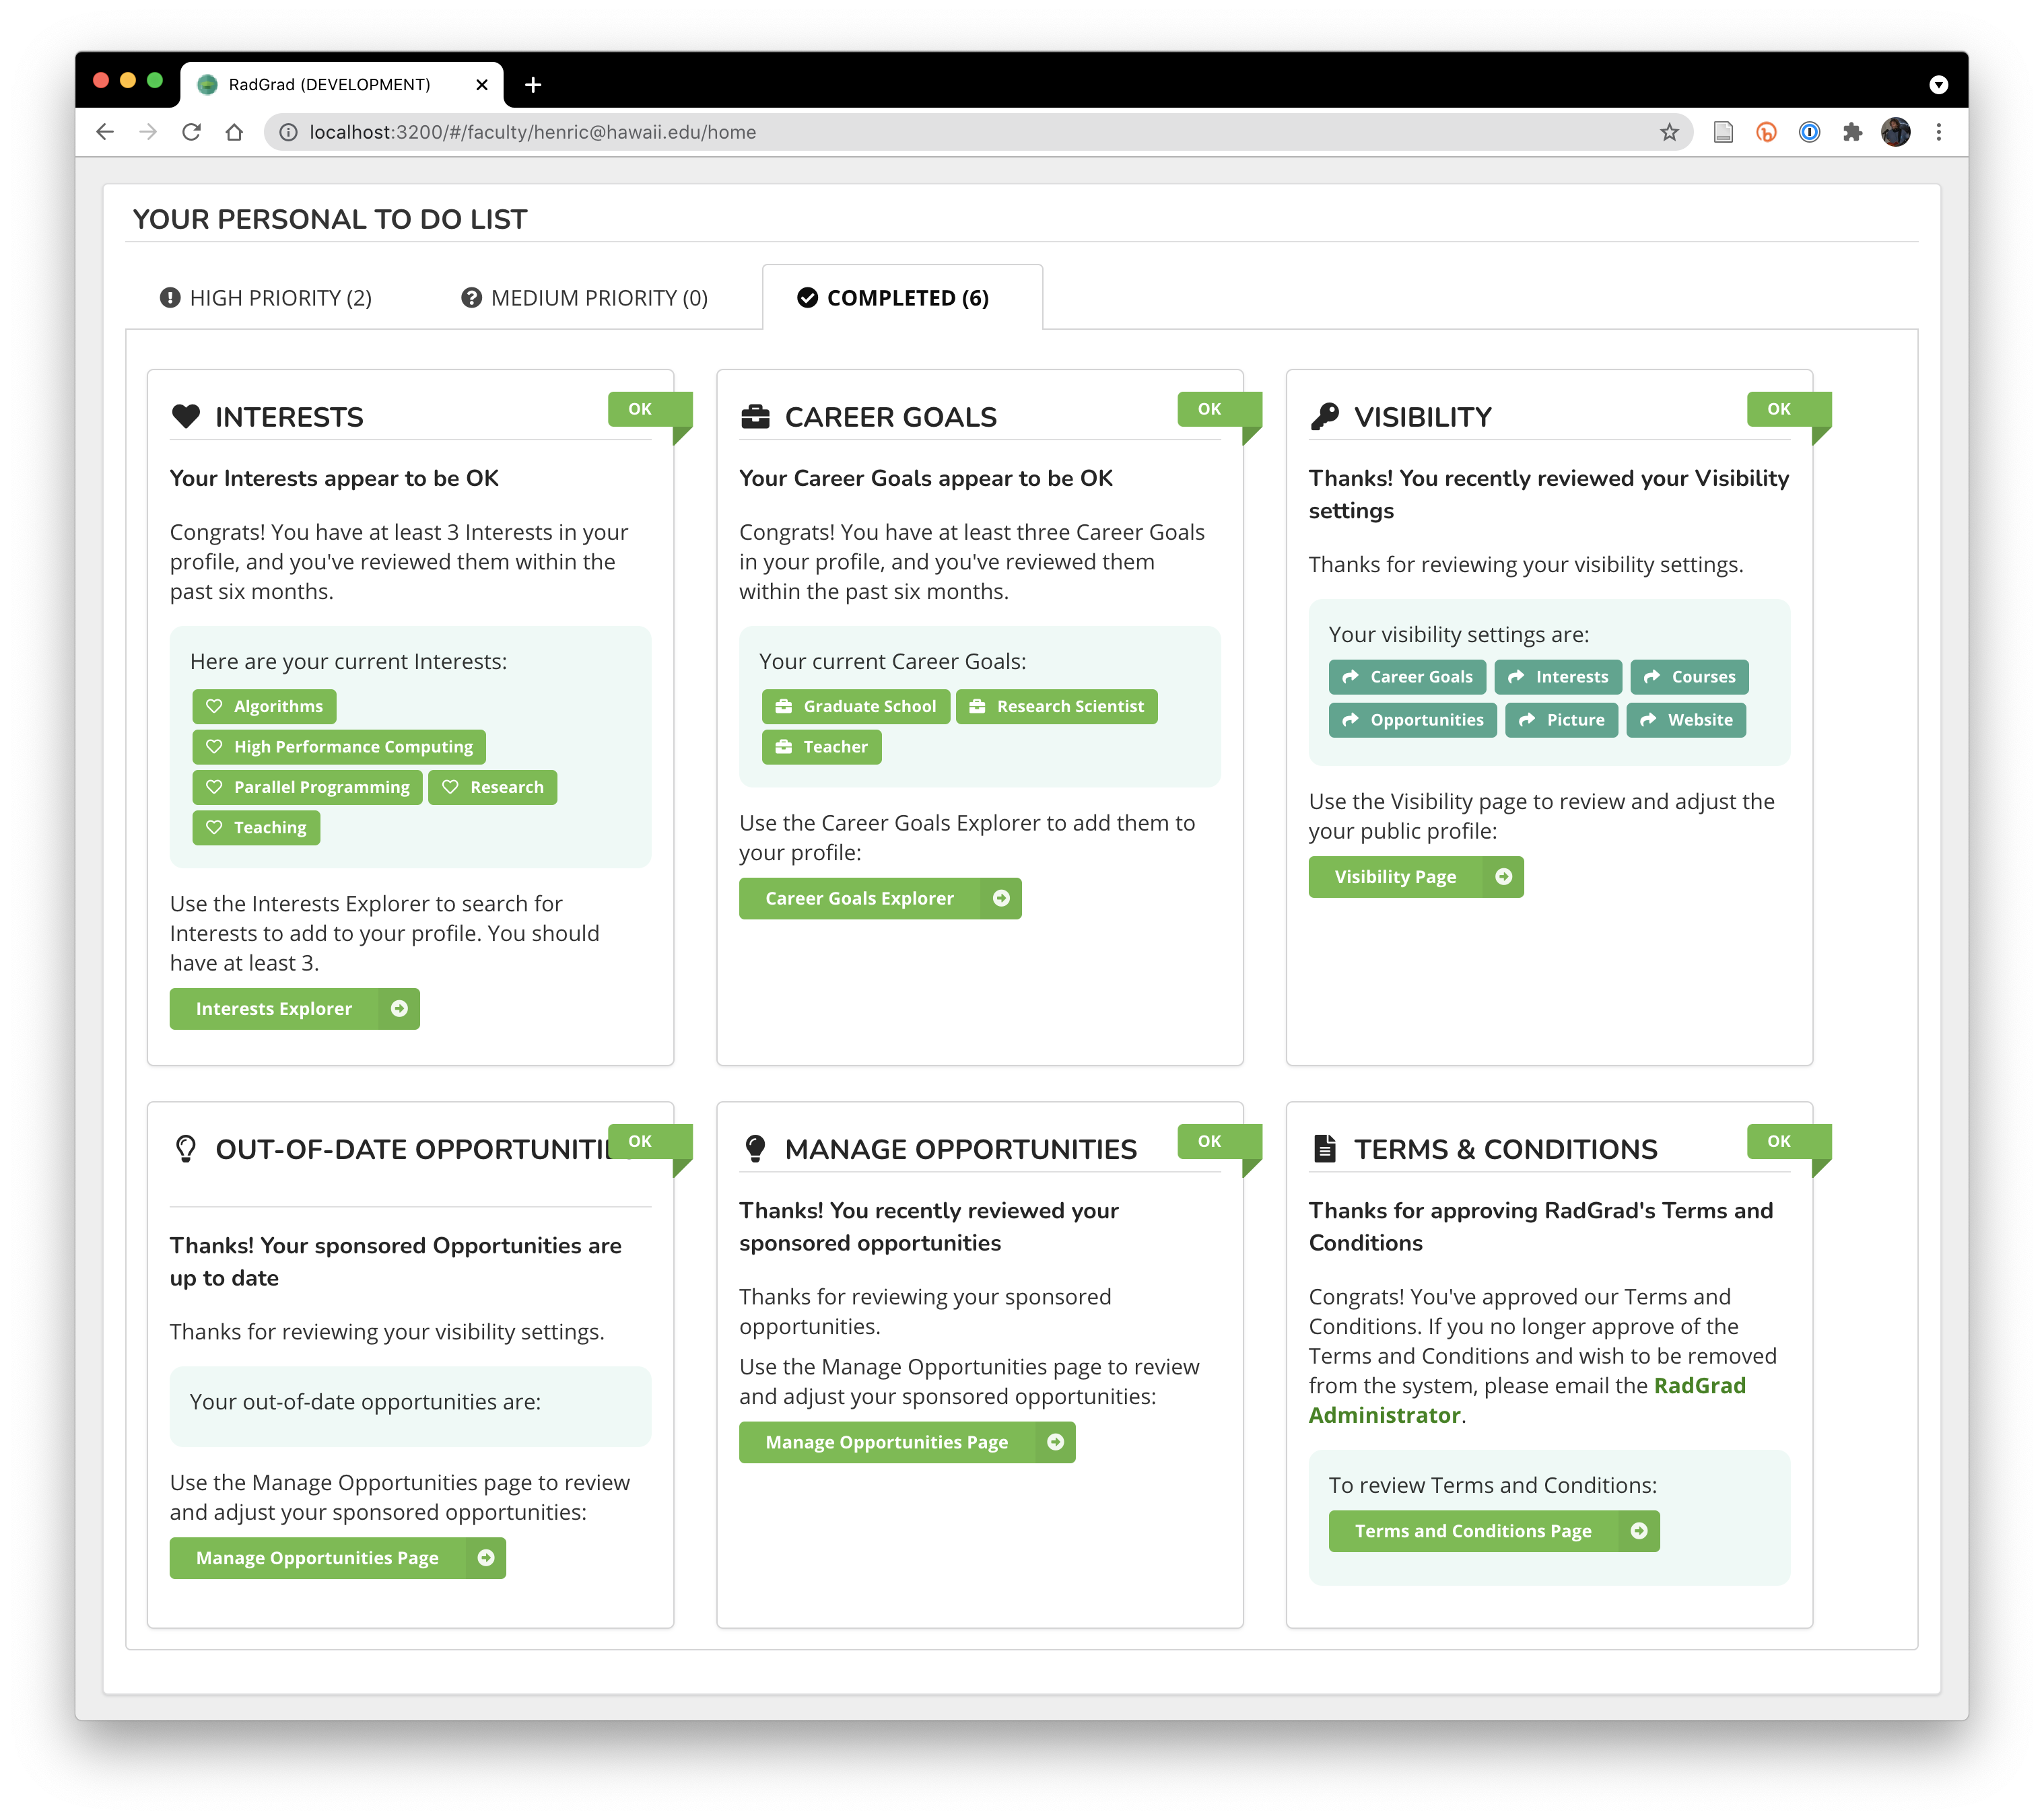 RadGrad (DEVELOPMENT)
localhost:3200/#/faculty/henric@hawaii.edu/home
YOUR PERSONAL TO DO LIST
HIGH PRIORITY (2)
MEDIUM PRIORITY (0)
COMPLETED (6)
INTERESTS
OK
Your Interests appear to be OK
Congrats! You have at least 3 Interests in your
profile, and you've reviewed them within the
past six months.
Here are your current Interests:
Algorithms
High Performance Computing
Parallel Programming
Research
Teaching
Use the Interests Explorer to search for
Interests to add to your profile. You should
have at least 3.
Interests Explorer
CAREER GOALS
OK
Your Career Goals appear to be OK
Congrats! You have at least three Career Goals
in your profile, and you've reviewed them
within the past six months.
Your current Career Goals:
Graduate School
Research Scientist
Teacher
Use the Career Goals Explorer to add them to
your profile:
Career Goals Explorer
VISIBILITY
OK
Thanks! You recently reviewed your Visibility
settings
Thanks for reviewing your visibility settings.
Your visibility settings are:
Career Goals
Interests
Courses
Opportunities
Picture
Website
Use the Visibility page to review and adjust the
your public profile:
Visibility Page
OUT-OF-DATE OPPORTUNITI
OK
Thanks! Your sponsored Opportunities are
up to date
Thanks for reviewing your visibility settings.
Your out-of-date opportunities are:
Use the Manage Opportunities page to review
and adjust your sponsored opportunities:
Manage Opportunities Page
MANAGE OPPORTUNITIES
OK
Thanks! You recently reviewed your
sponsored opportunities
Thanks for reviewing your sponsored
opportunities.
Use the Manage Opportunities page to review
and adjust your sponsored opportunities:
Manage Opportunities Page
TERMS & CONDITIONS
OK
Thanks for approving RadGrad's Terms and
Conditions
Congrats! You've approved our Terms and
Conditions. If you no longer approve of the
Terms and Conditions and wish to be removed
from the system, please email the RadGrad
Administrator.
To review Terms and Conditions:
Terms and Conditions Page